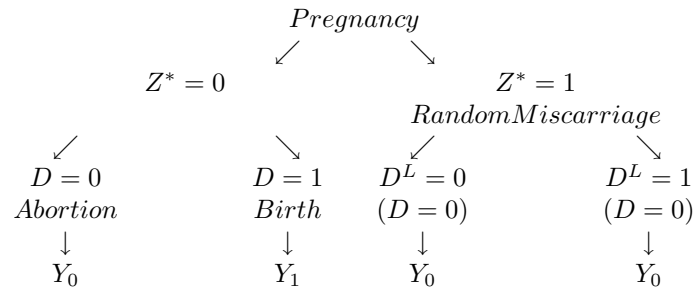 Pregnancy
Z* = 0 Z* = 1
RandomMiscarriage
D = 0 D = 1 D^L = 0 D^L = 1
Abortion Birth (D = 0) (D = 0)
Y_0 Y_1 Y_0 Y_0